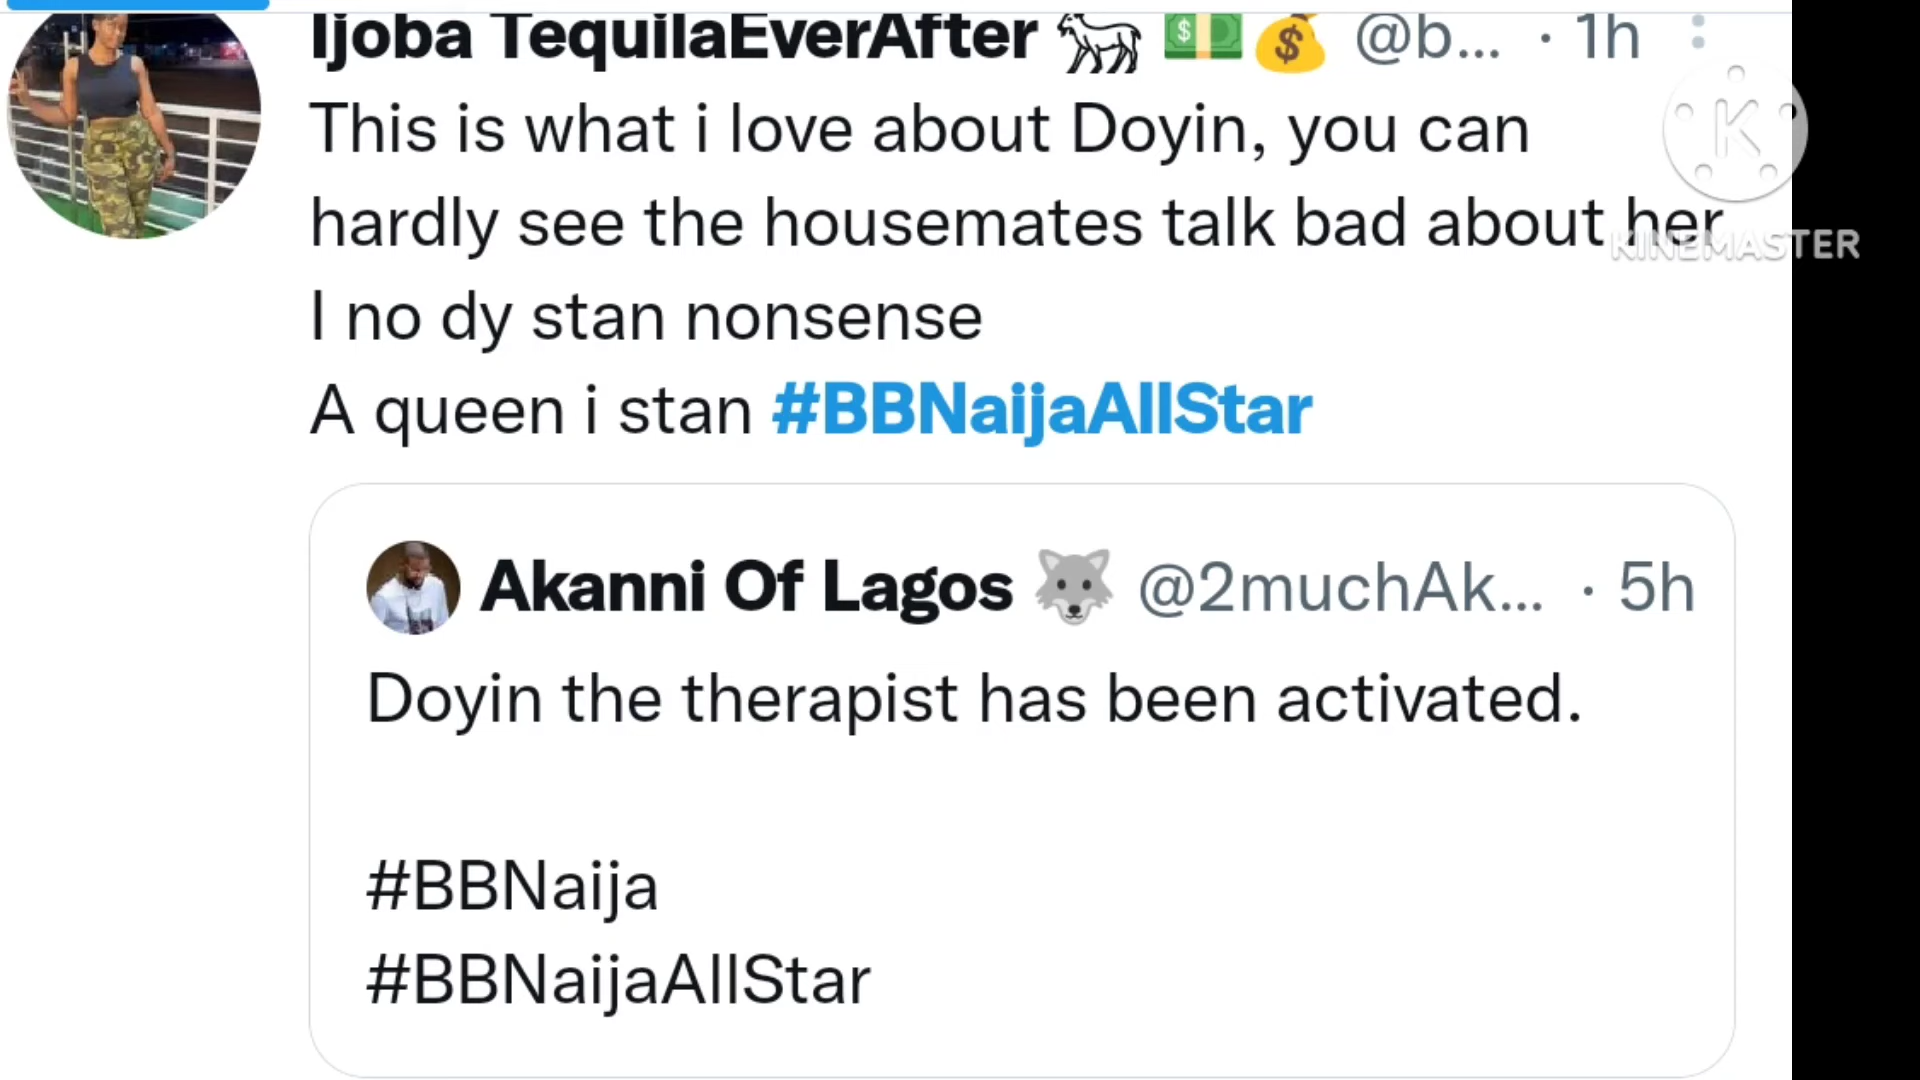 Ijoba TequilaEverAfter 🐐 💵 💰 @b... · 1h
This is what i love about Doyin, you can
hardly see the housemates talk bad about her
I no dy stan nonsense
A queen i stan #BBNaijaAllStar
Akanni Of Lagos 🐺 @2muchAk... · 5h
Doyin the therapist has been activated.
#BBNaija
#BBNaijaAllStar
K
KINEMASTER